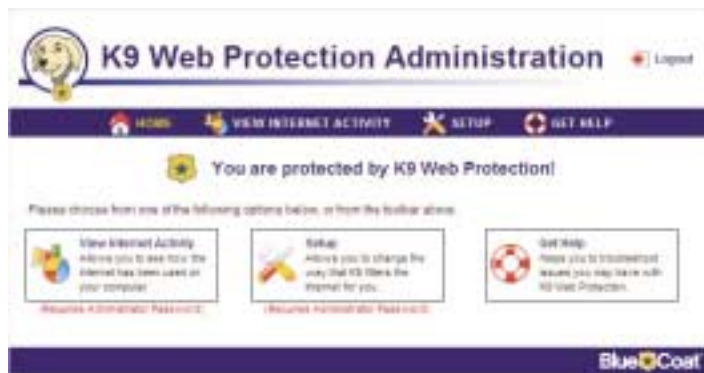 K9 Web Protection Administration
Logout
HOME
VIEW INTERNET ACTIVITY
SETUP
GET HELP
You are protected by K9 Web Protection!
Please choose from one of the following options below, or from the toolbar above.
View Internet Activity
Allows you to see how the
internet has been used on
your computer.
(Requires Administrator Password)
Setup
Allows you to change the
way that K9 filters the
internet for you.
(Requires Administrator Password)
Get Help
Helps you to troubleshoot
issues you may have with
K9 Web Protection.
Blue Coat